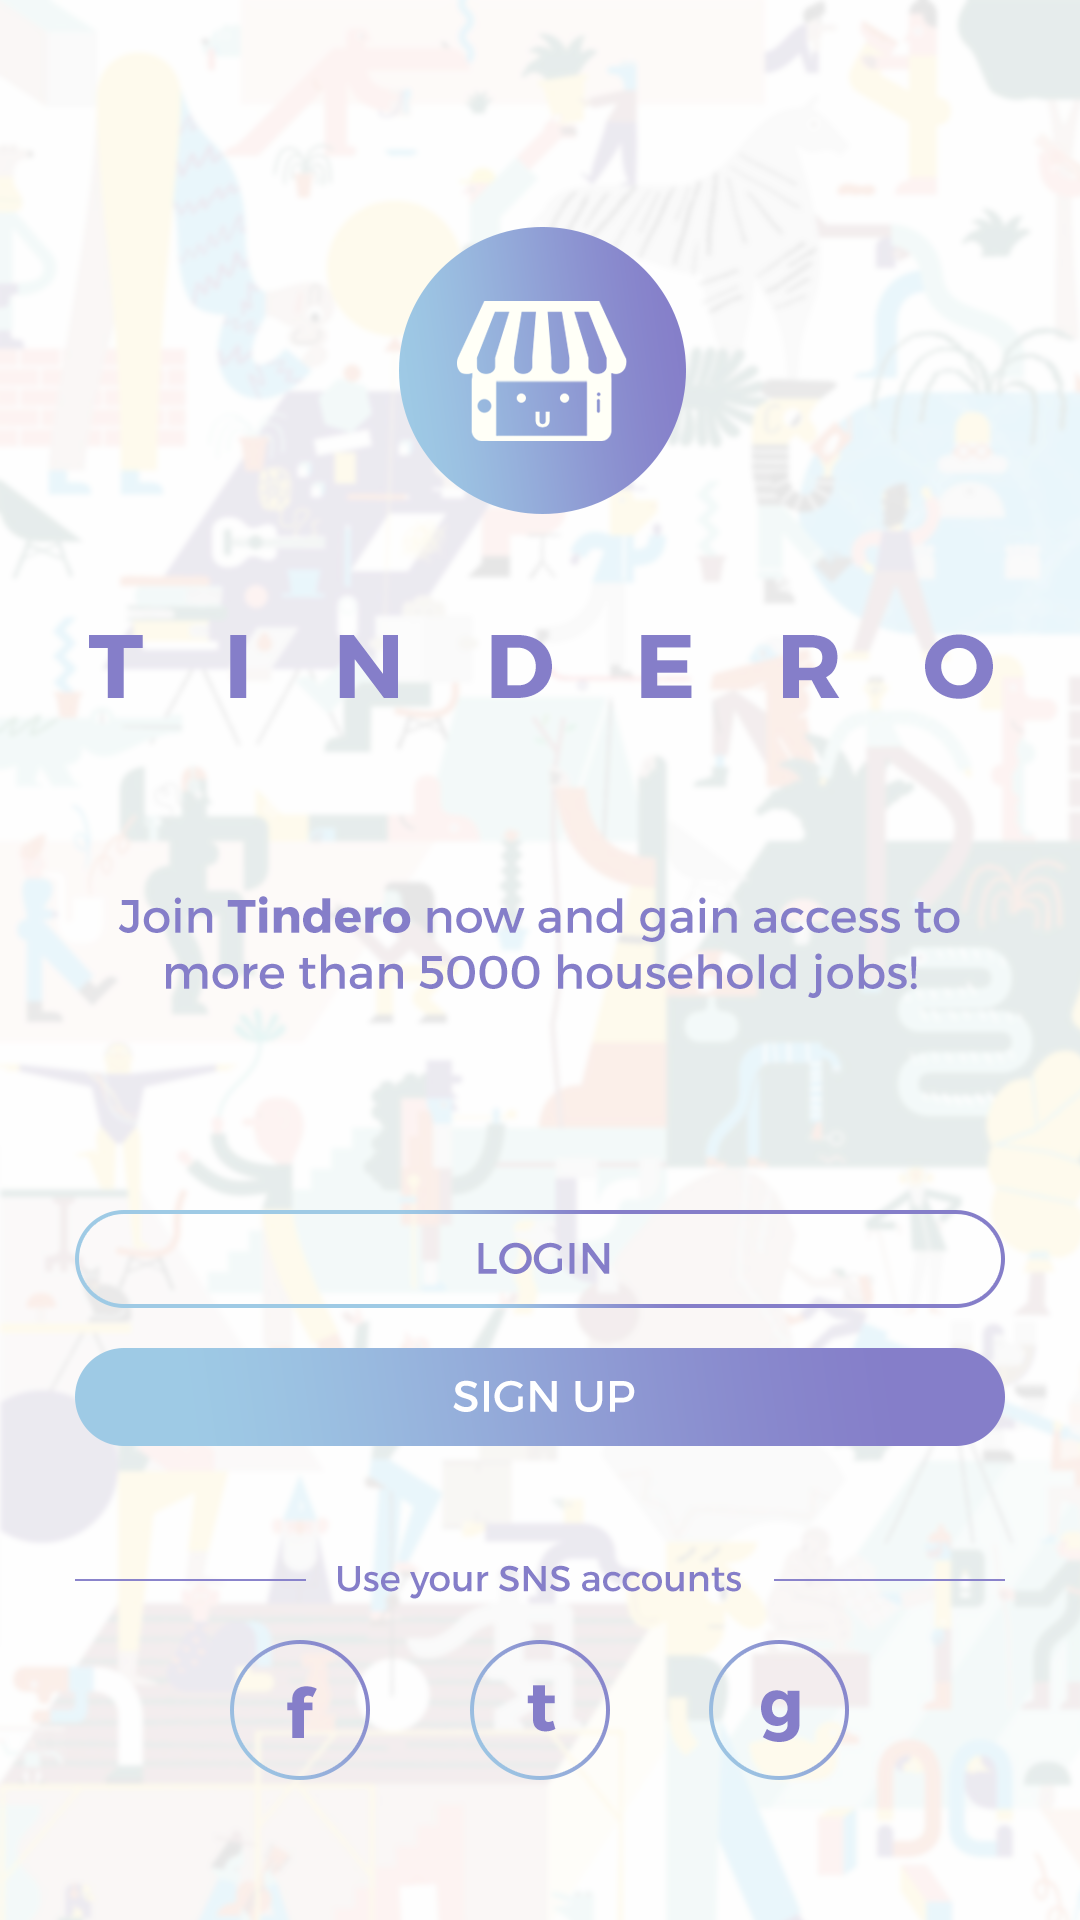 TINDERO
Join Tindero now and gain access to
more than 5000 household jobs!
LOGIN
SIGN UP
Use your SNS accounts
f t g